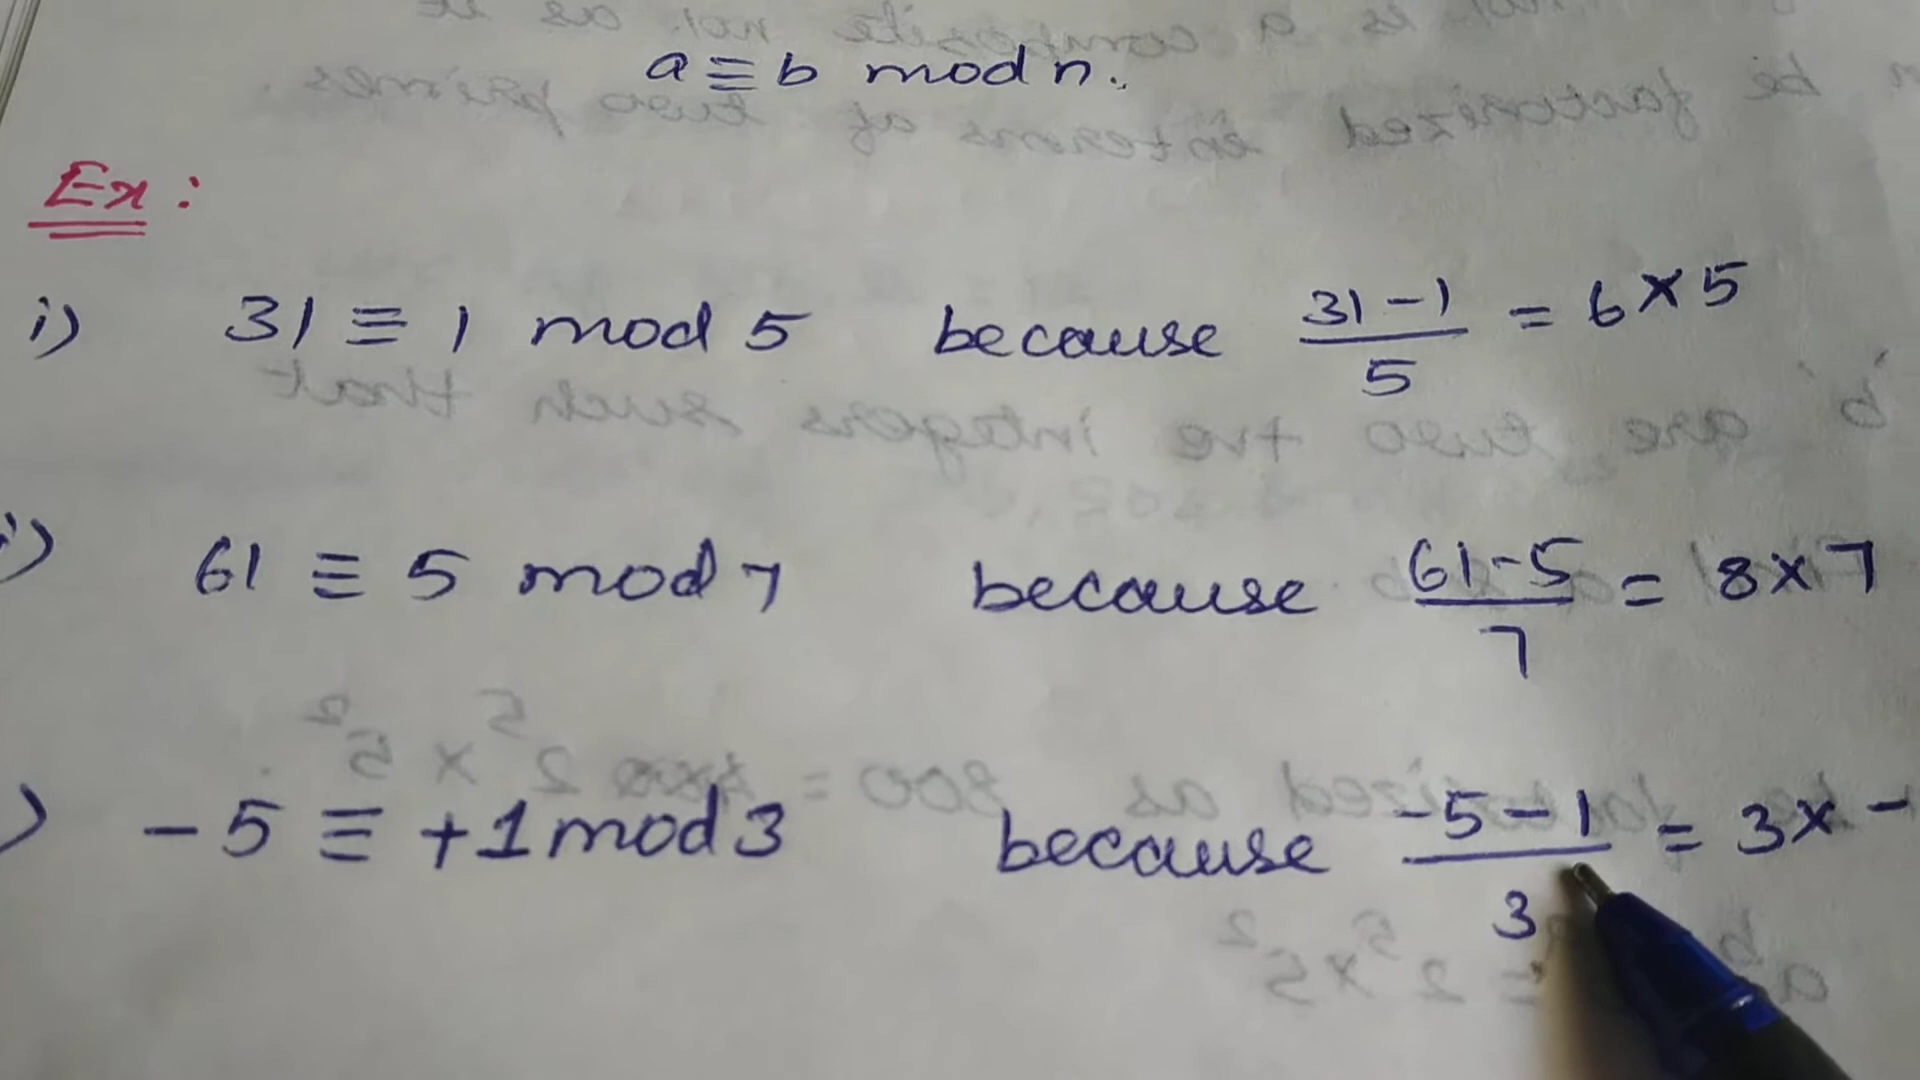 a ≡ b mod n.
Ex:
i) 31 ≡ 1 mod 5 because 31-1/5 = 6×5
i) 61 ≡ 5 mod 7 because 61-5/7 = 8×7
) -5 ≡ +1 mod 3 because -5-1/3 = 3×-